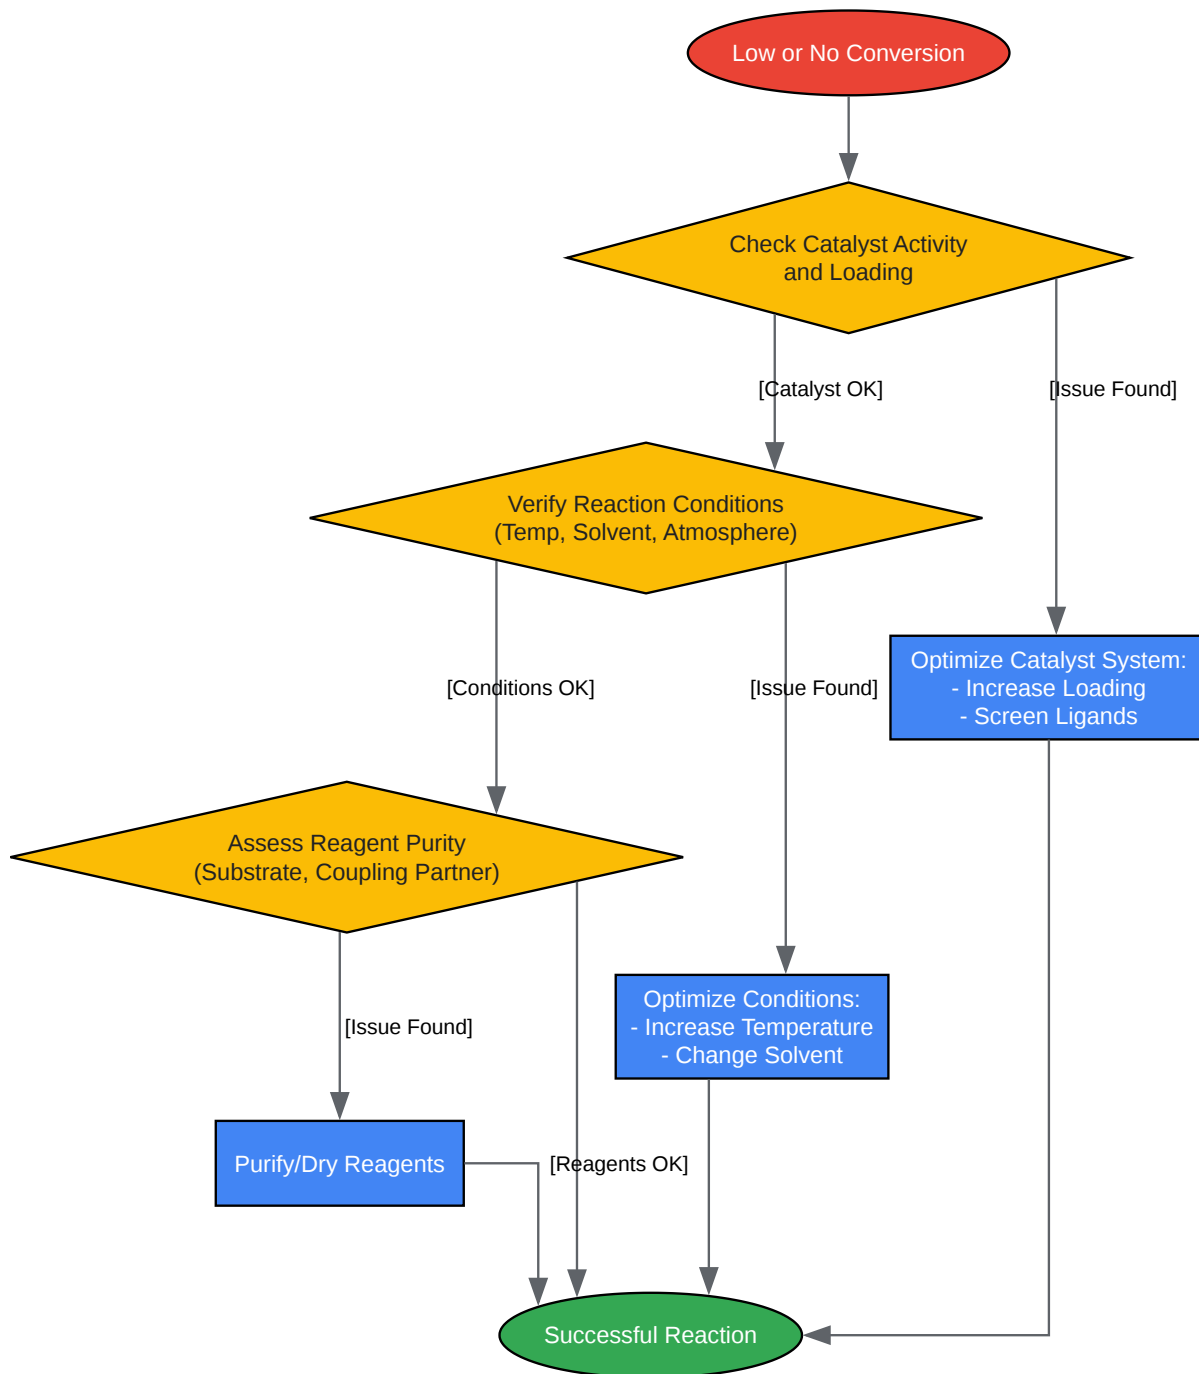 Low or No Conversion
Check Catalyst Activity
and Loading
[Catalyst OK]
[Issue Found]
Verify Reaction Conditions
(Temp, Solvent, Atmosphere)
Optimize Catalyst System:
- Increase Loading
- Screen Ligands
[Conditions OK]
[Issue Found]
Assess Reagent Purity
(Substrate, Coupling Partner)
Optimize Conditions:
- Increase Temperature
- Change Solvent
[Issue Found]
Purify/Dry Reagents
[Reagents OK]
Successful Reaction